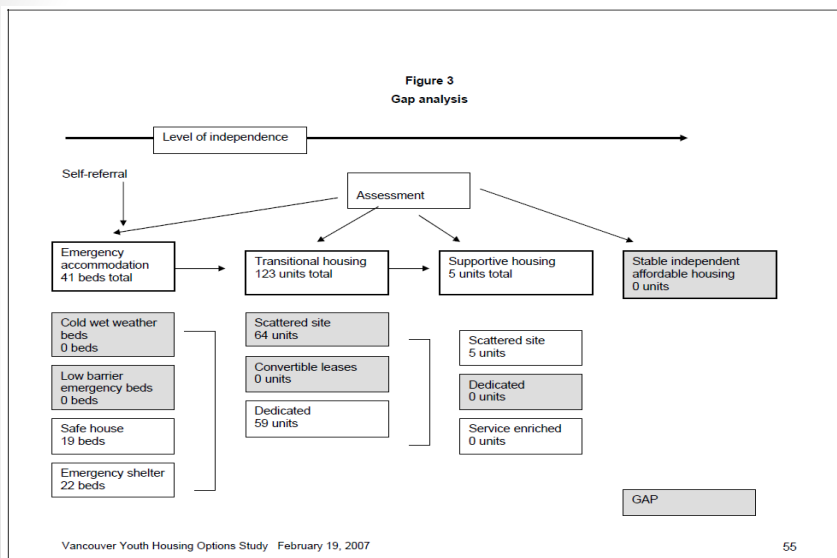 Figure 3
Gap analysis
Level of independence
Self-referral
Assessment
Emergency
accommodation
41 beds total
Transitional housing
123 units total
Supportive housing
5 units total
Stable independent
affordable housing
0 units
Cold wet weather
beds
0 beds
Low barrier
emergency beds
0 beds
Safe house
19 beds
Emergency shelter
22 beds
Scattered site
64 units
Convertible leases
0 units
Dedicated
59 units
Scattered site
5 units
Dedicated
0 units
Service enriched
0 units
GAP
Vancouver Youth Housing Options Study February 19, 2007
55